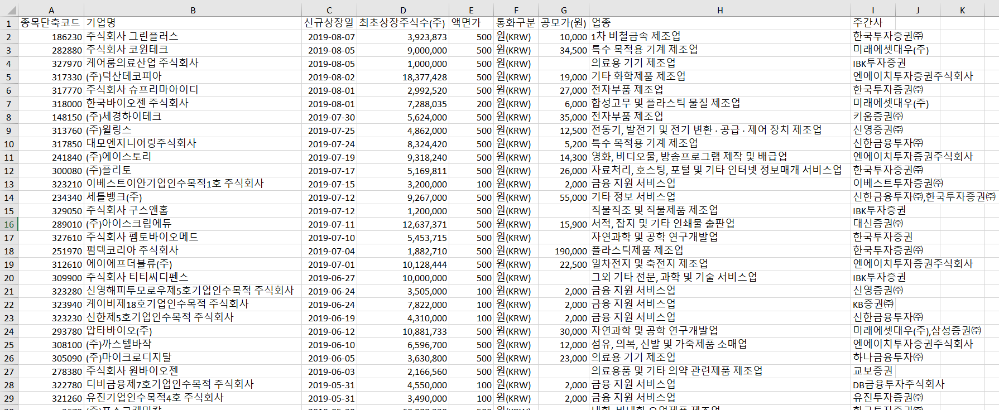 A B C D E F G H I J K
1 종목단축코드 기업명 신규상장일 최초상장주식수(주) 액면가 통화구분 공모가(원) 업종 주간사
2 186230 주식회사 그린플러스 2019-08-07 3,923,873 500 원(KRW) 10,000 1차 비철금속 제조업 한국투자증권㈜
3 282880 주식회사 코윈테크 2019-08-05 9,000,000 500 원(KRW) 34,500 특수 목적용 기계 제조업 미래에셋대우(주)
4 327970 케어룸의료산업 주식회사 2019-08-05 1,000,000 500 원(KRW) 의료용 기기 제조업 IBK투자증권
5 317330 (주)덕산테코피아 2019-08-02 18,377,428 500 원(KRW) 19,000 기타 화학제품 제조업 엔에이치투자증권주식회사
6 317770 주식회사 슈프리마아이디 2019-08-01 2,992,520 500 원(KRW) 27,000 전자부품 제조업 한국투자증권㈜
7 318000 한국바이오젠 주식회사 2019-08-01 7,288,035 200 원(KRW) 6,000 합성고무 및 플라스틱 물질 제조업 미래에셋대우(주)
8 148150 (주)세경하이테크 2019-07-30 5,624,000 500 원(KRW) 35,000 전자부품 제조업 키움증권㈜
9 313760 (주)윌링스 2019-07-25 4,862,000 500 원(KRW) 12,500 전동기, 발전기 및 전기 변환 · 공급 · 제어 장치 제조업 신영증권㈜
10 317850 대모엔지니어링주식회사 2019-07-24 8,324,420 500 원(KRW) 5,200 특수 목적용 기계 제조업 신한금융투자㈜
11 241840 (주)에이스토리 2019-07-19 9,318,240 500 원(KRW) 14,300 영화, 비디오물, 방송프로그램 제작 및 배급업 엔에이치투자증권주식회사
12 300080 (주)플리토 2019-07-17 5,169,811 500 원(KRW) 26,000 자료처리, 호스팅, 포털 및 기타 인터넷 정보매개 서비스업 한국투자증권㈜
13 323210 이베스트이안기업인수목적1호 주식회사 2019-07-15 3,200,000 100 원(KRW) 2,000 금융 지원 서비스업 이베스트투자증권㈜
14 234340 세틀뱅크(주) 2019-07-12 9,267,000 500 원(KRW) 55,000 기타 정보 서비스업 신한금융투자㈜,한국투자증권㈜
15 329050 주식회사 구스앤홈 2019-07-12 1,200,000 500 원(KRW) 직물직조 및 직물제품 제조업 IBK투자증권
16 289010 (주)아이스크림에듀 2019-07-11 12,637,371 500 원(KRW) 15,900 서적, 잡지 및 기타 인쇄물 출판업 대신증권㈜
17 327610 주식회사 펨토바이오메드 2019-07-10 5,453,715 500 원(KRW) 자연과학 및 공학 연구개발업 한국투자증권
18 251970 펌텍코리아 주식회사 2019-07-04 1,882,710 500 원(KRW) 190,000 플라스틱제품 제조업 한국투자증권㈜
19 312610 에이에프더블류(주) 2019-07-01 10,128,444 500 원(KRW) 22,500 일차전지 및 축전지 제조업 엔에이치투자증권주식회사
20 309900 주식회사 티티씨디펜스 2019-06-27 10,000,000 500 원(KRW) 그외 기타 전문, 과학 및 기술 서비스업 IBK투자증권
21 323280 신영해피투모로우제5호기업인수목적 주식회사 2019-06-24 3,505,000 100 원(KRW) 2,000 금융 지원 서비스업 신영증권㈜
22 323940 케이비제18호기업인수목적 주식회사 2019-06-24 7,822,000 100 원(KRW) 2,000 금융 지원 서비스업 KB증권㈜
23 323230 신한제5호기업인수목적 주식회사 2019-06-19 4,310,000 100 원(KRW) 2,000 금융 지원 서비스업 신한금융투자㈜
24 293780 압타바이오(주) 2019-06-12 10,881,733 500 원(KRW) 30,000 자연과학 및 공학 연구개발업 미래에셋대우(주),삼성증권㈜
25 308100 (주)까스텔바쟉 2019-06-10 6,596,700 500 원(KRW) 12,000 섬유, 의복, 신발 및 가죽제품 소매업 엔에이치투자증권주식회사
26 305090 (주)마이크로디지탈 2019-06-05 3,630,800 500 원(KRW) 23,000 의료용 기기 제조업 하나금융투자㈜
27 278380 주식회사 원바이오젠 2019-06-03 2,166,560 500 원(KRW) 의료용품 및 기타 의약 관련제품 제조업 교보증권
28 322780 디비금융제7호기업인수목적 주식회사 2019-05-31 4,550,000 100 원(KRW) 2,000 금융 지원 서비스업 DB금융투자주식회사
29 321260 유진기업인수목적4호 주식회사 2019-05-31 3,490,000 100 원(KRW) 2,000 금융 지원 서비스업 유진투자증권㈜